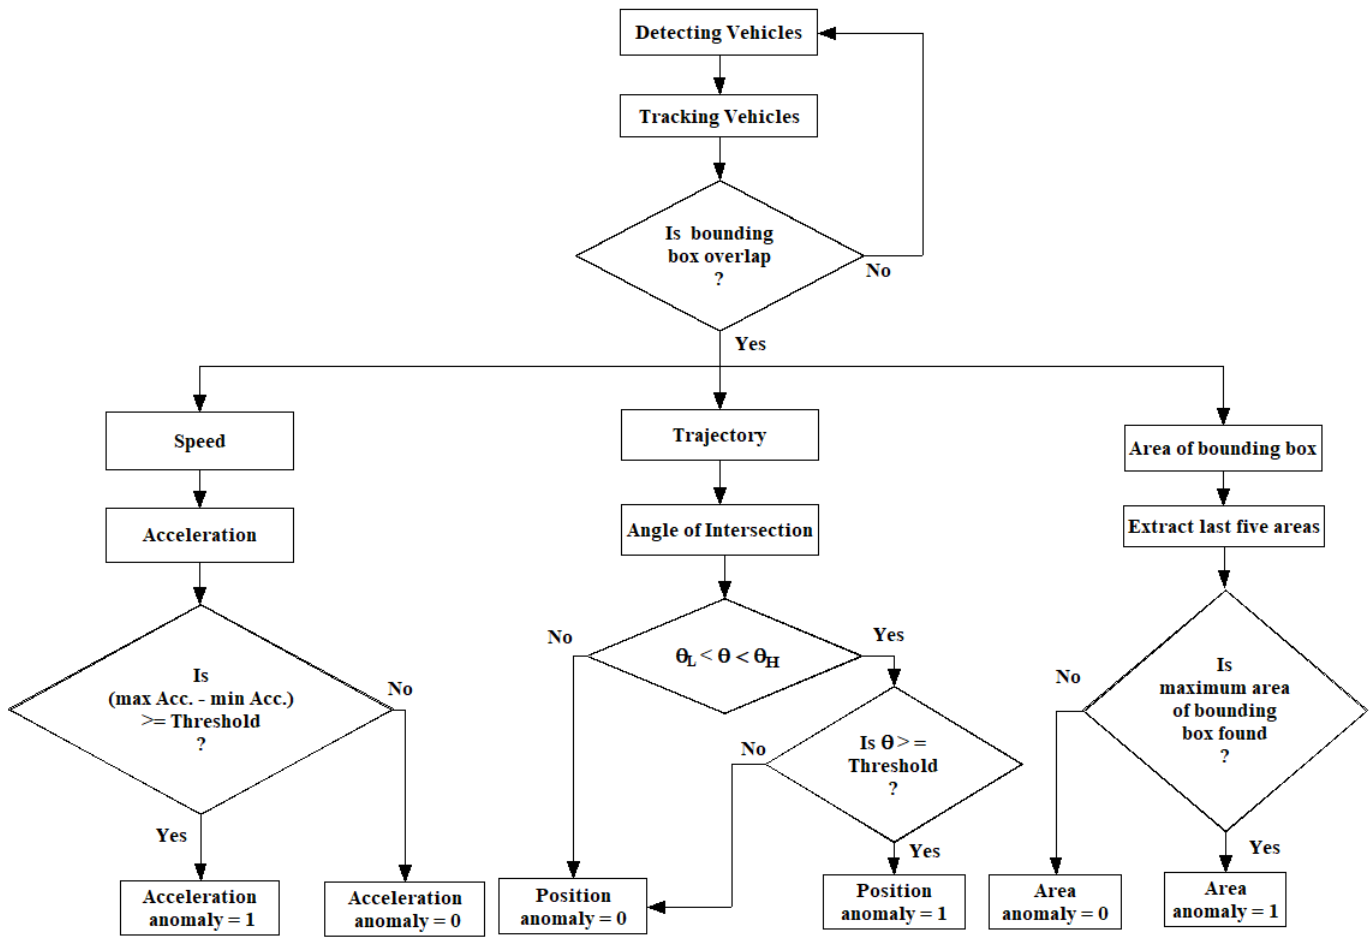 Detecting Vehicles
Tracking Vehicles
Is bounding
box overlap
?
No
Yes
Speed
Trajectory
Area of bounding box
Acceleration
Angle of Intersection
Extract last five areas
Is
(max Acc. - min Acc.)
>= Threshold
?
No
Yes
No
θL < θ < θH
Yes
No
Is θ > =
Threshold
?
Yes
No
Is
maximum area
of bounding
box found
?
Yes
Acceleration
anomaly = 1
Acceleration
anomaly = 0
Position
anomaly = 0
Position
anomaly = 1
Area
anomaly = 0
Area
anomaly = 1